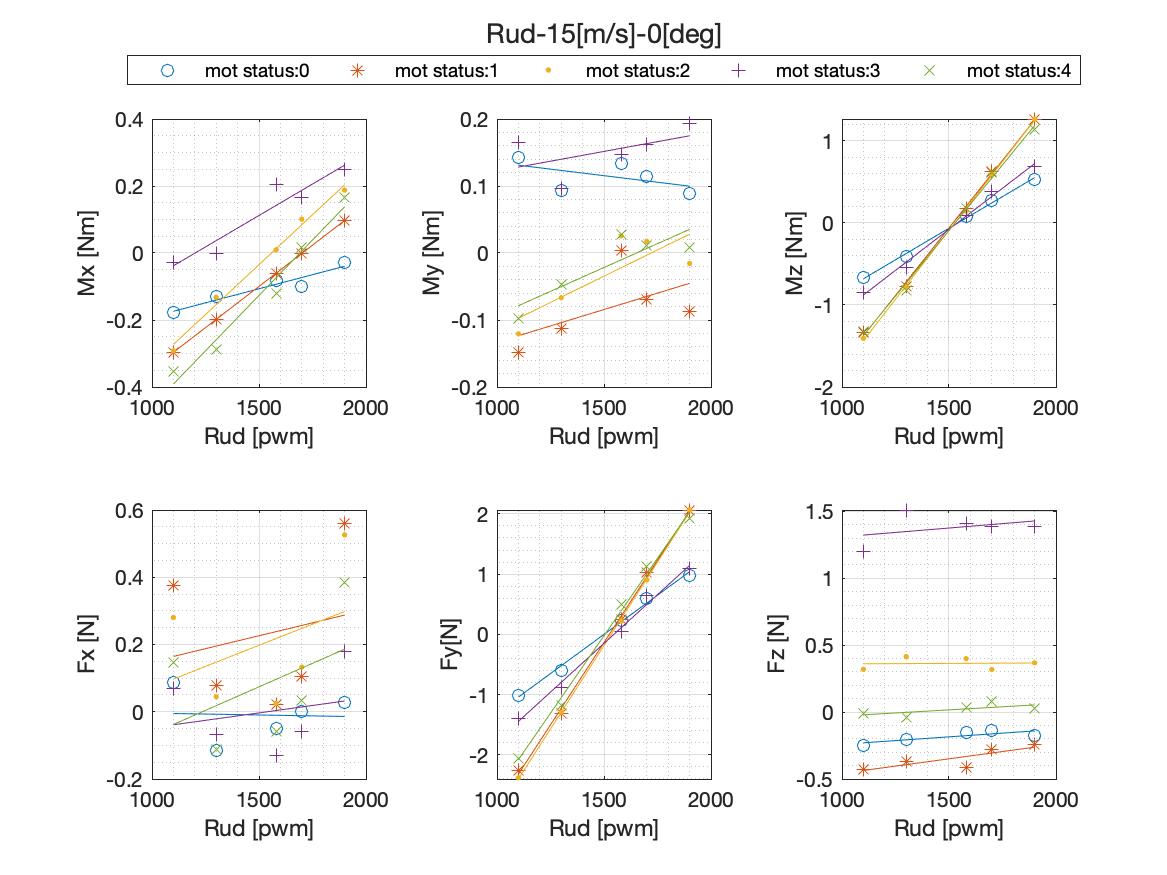 Rud-15[m/s]-0[deg]
mot status:0 mot status:1 mot status:2 mot status:3 mot status:4
0.4
0.2
0
-0.2
-0.4
Mx [Nm]
1000 1500 2000
Rud [pwm]
0.2
0.1
0
-0.1
-0.2
My [Nm]
1000 1500 2000
Rud [pwm]
1
0
-1
-2
Mz [Nm]
1000 1500 2000
Rud [pwm]
0.6
0.4
0.2
0
-0.2
Fx [N]
1000 1500 2000
Rud [pwm]
2
1
0
-1
-2
Fy[N]
1000 1500 2000
Rud [pwm]
1.5
1
0.5
0
-0.5
Fz [N]
1000 1500 2000
Rud [pwm]